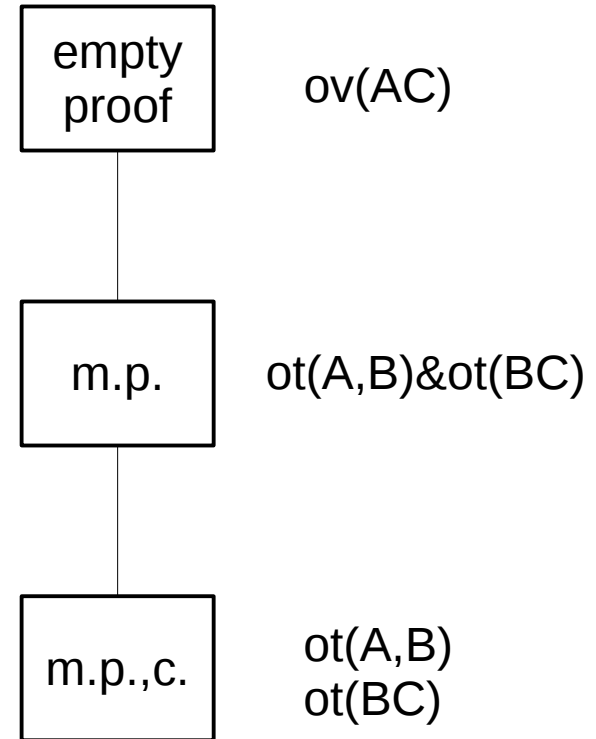 empty
proof
ov(AC)
m.p.
ot(A,B)&ot(BC)
m.p.,c.
ot(A,B)
ot(BC)